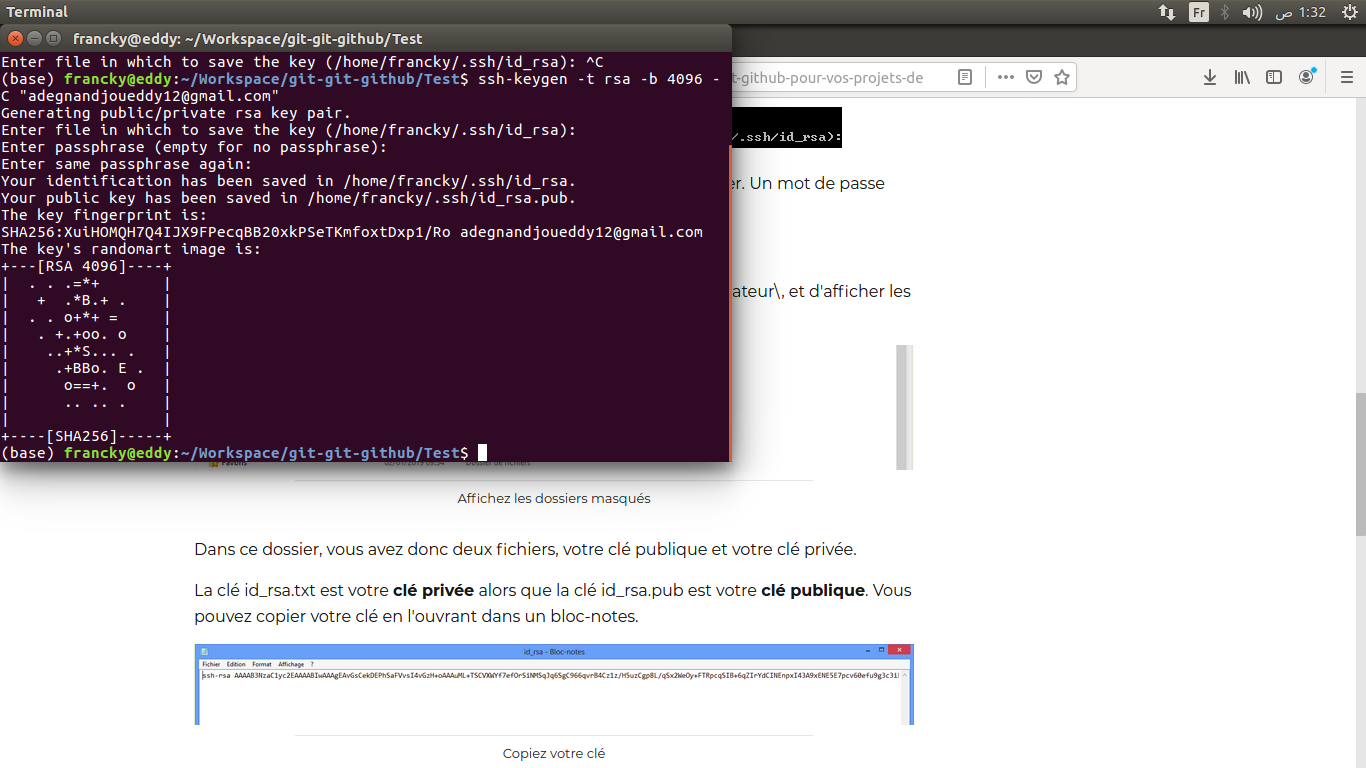 Terminal
Fr
ص 1:32
francky@eddy: ~/Workspace/git-git-github/Test
Enter file in which to save the key (/home/francky/.ssh/id_rsa): ^C
(base) francky@eddy:~/Workspace/git-git-github/Test$ ssh-keygen -t rsa -b 4096 -
C "adegnandjoueddy12@gmail.com"
Generating public/private rsa key pair.
Enter file in which to save the key (/home/francky/.ssh/id_rsa):
Enter passphrase (empty for no passphrase):
Enter same passphrase again:
Your identification has been saved in /home/francky/.ssh/id_rsa.
Your public key has been saved in /home/francky/.ssh/id_rsa.pub.
The key fingerprint is:
SHA256:XuiHOMQH7Q4IJX9FPecqBB20xkPSeTKmfoxtDxp1/Ro adegnandjoueddy12@gmail.com
The key's randomart image is:
+---[RSA 4096]----+
|  . . .=*+       |
|   +  .*B.+ .    |
|  . . o+*+ =     |
|   . +.+oo. o    |
|    ..+*S... .   |
|     .+BBo. E .  |
|      o==+.  o   |
|      .. .. .    |
|                 |
+----[SHA256]-----+
(base) francky@eddy:~/Workspace/git-git-github/Test$
t-github-pour-vos-projets-de
/.ssh/id_rsa):
er. Un mot de passe
ateur\, et d'afficher les
Affichez les dossiers masqués
Dans ce dossier, vous avez donc deux fichiers, votre clé publique et votre clé privée.
La clé id_rsa.txt est votre clé privée alors que la clé id_rsa.pub est votre clé publique. Vous
pouvez copier votre clé en l'ouvrant dans un bloc-notes.
id_rsa - Bloc-notes
Fichier Edition Format Affichage ?
ssh-rsa
Copiez votre clé